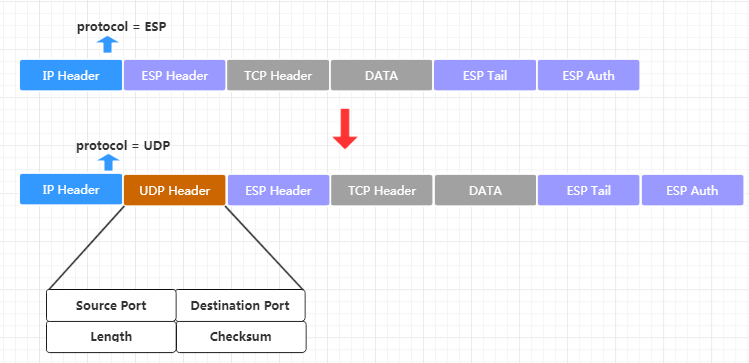 protocol = ESP
IP Header ESP Header TCP Header DATA ESP Tail ESP Auth
protocol = UDP
IP Header UDP Header ESP Header TCP Header DATA ESP Tail ESP Auth
Source Port Destination Port
Length Checksum